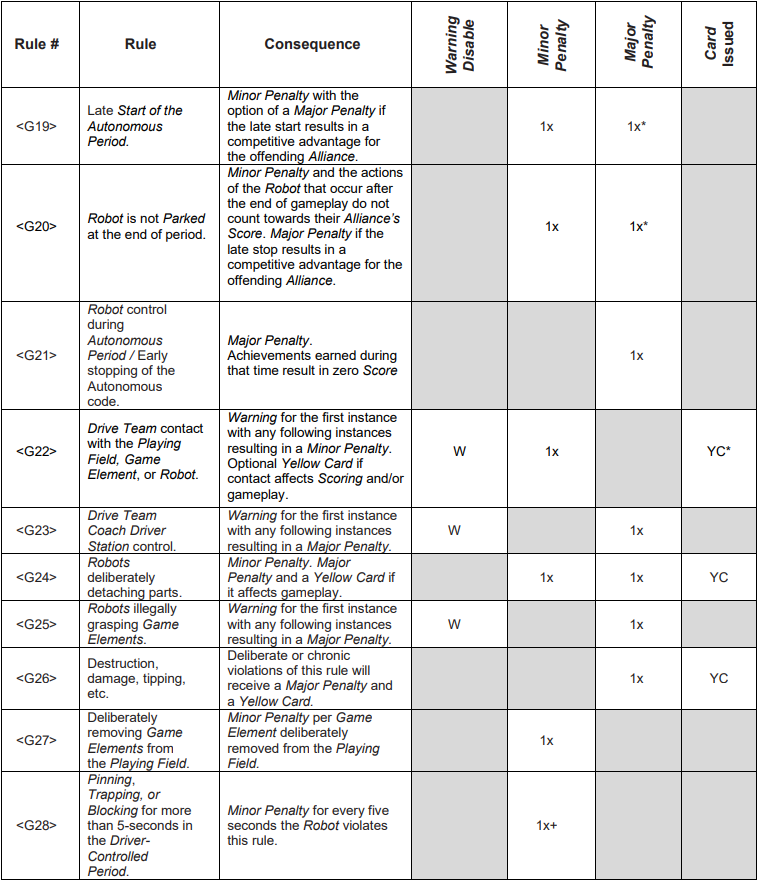 Rule #
Rule
Consequence
Warning
Disable
Minor
Penalty
Major
Penalty
Card
Issued
<G19>
Late Start of the
Autonomous
Period.
Minor Penalty with the
option of a Major Penalty if
the late start results in a
competitive advantage for
the offending Alliance.
1x
1x*
<G20>
Robot is not Parked
at the end of period.
Minor Penalty and the actions
of the Robot that occur after
the end of gameplay do not
count towards their Alliance's
Score. Major Penalty if the
late stop results in a
competitive advantage for the
offending Alliance.
1x
1x*
<G21>
Robot control
during
Autonomous
Period / Early
stopping of the
Autonomous
code.
Major Penalty.
Achievements earned during
that time result in zero Score
1x
<G22>
Drive Team contact
with the Playing
Field, Game
Element, or Robot.
Warning for the first instance
with any following instances
resulting in a Minor Penalty.
Optional Yellow Card if
contact affects Scoring and/or
gameplay.
W
1x
YC*
<G23>
Drive Team
Coach Driver
Station control.
Warning for the first instance
with any following instances
resulting in a Major Penalty.
W
1x
<G24>
Robots
deliberately
detaching parts.
Minor Penalty. Major
Penalty and a Yellow Card if
it affects gameplay.
1x
1x
YC
<G25>
Robots illegally
grasping Game
Elements.
Warning for the first instance
with any following instances
resulting in a Major Penalty.
W
1x
<G26>
Destruction,
damage, tipping,
etc.
Deliberate or chronic
violations of this rule will
receive a Major Penalty and
a Yellow Card.
1x
YC
<G27>
Deliberately
removing Game
Elements from
the Playing Field.
Minor Penalty per Game
Element deliberately
removed from the Playing
Field.
1x
<G28>
Pinning,
Trapping, or
Blocking for more
than 5-seconds in
the Driver-
Controlled
Period.
Minor Penalty for every five
seconds the Robot violates
this rule.
1x+